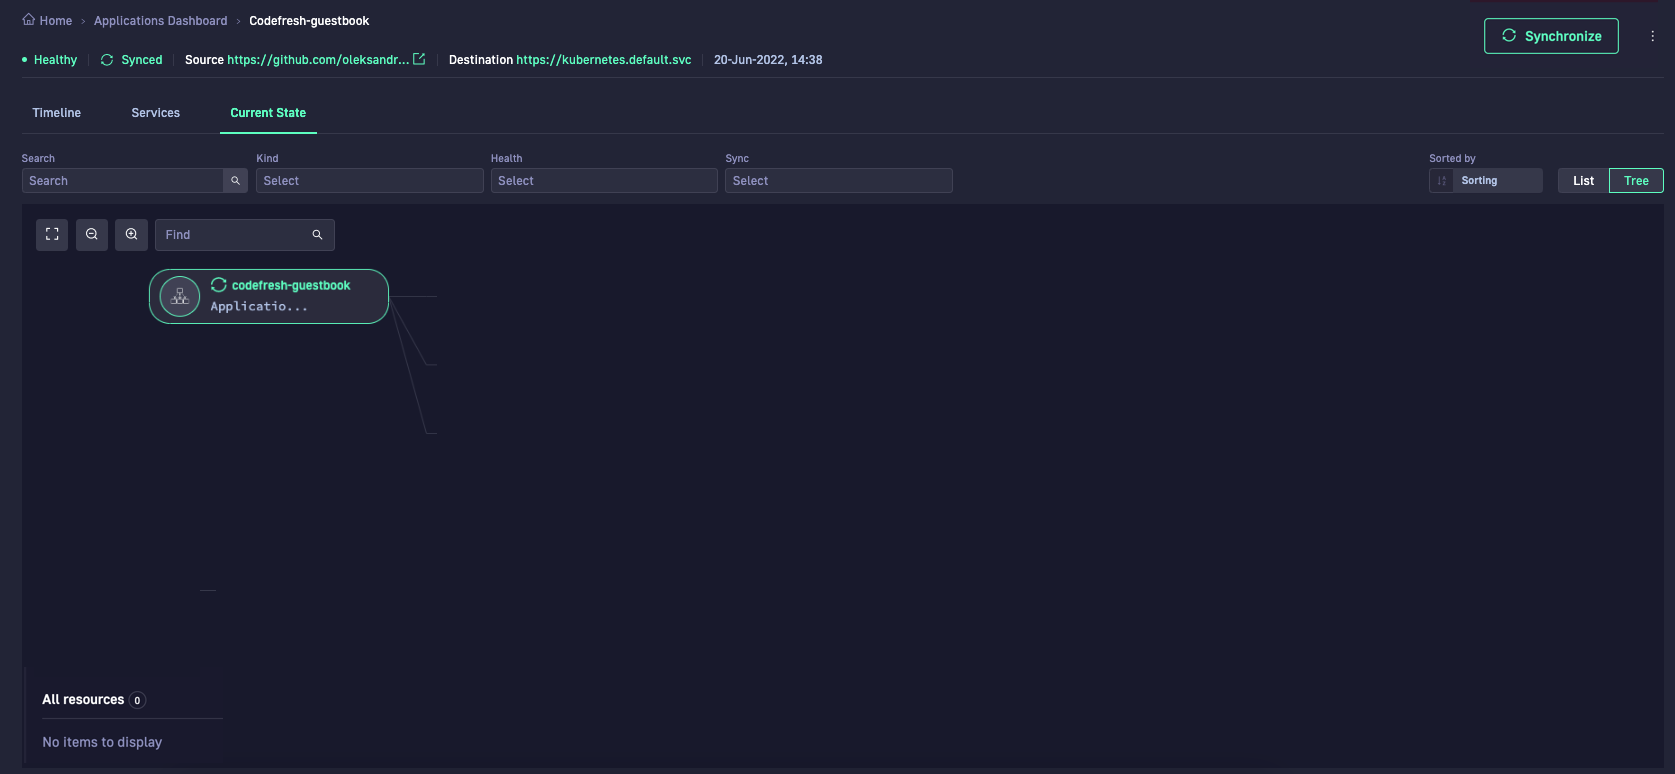 Home › Applications Dashboard › Codefresh-guestbook
Synchronize
Healthy Synced Source https://github.com/oleksandr... Destination https://kubernetes.default.svc 20-Jun-2022, 14:38
Timeline Services Current State
Search Kind Health Sync Sorted by
Search Select Select Select Sorting List Tree
Find
codefresh-guestbook
Applicatio...
All resources 0
No items to display